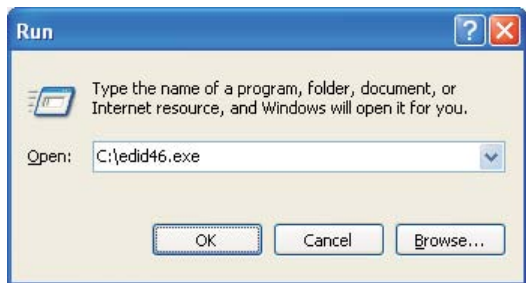 Run
Type the name of a program, folder, document, or
Internet resource, and Windows will open it for you.
Open: C:\edid46.exe
OK Cancel Browse...